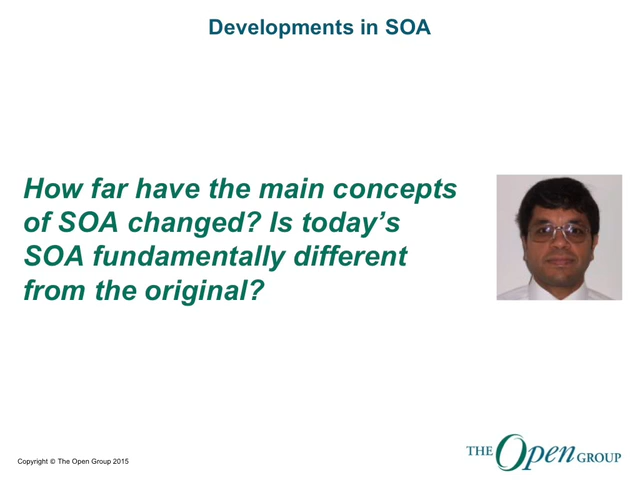 Developments in SOA
How far have the main concepts
of SOA changed? Is today’s
SOA fundamentally different
from the original?
Copyright © The Open Group 2015
THE Open GROUP